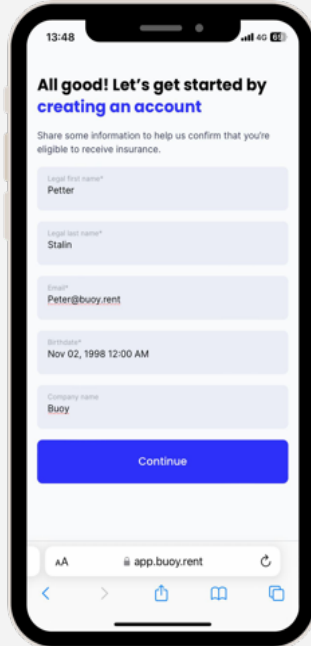 13:48
4G 65
All good! Let's get started by
creating an account
Share some information to help us confirm that you're
eligible to receive insurance.
Legal first name*
Petter
Legal last name*
Stalin
Email*
Peter@buoy.rent
Birthdate*
Nov 02, 1998 12:00 AM
Company name
Buoy
Continue
AA
app.buoy.rent